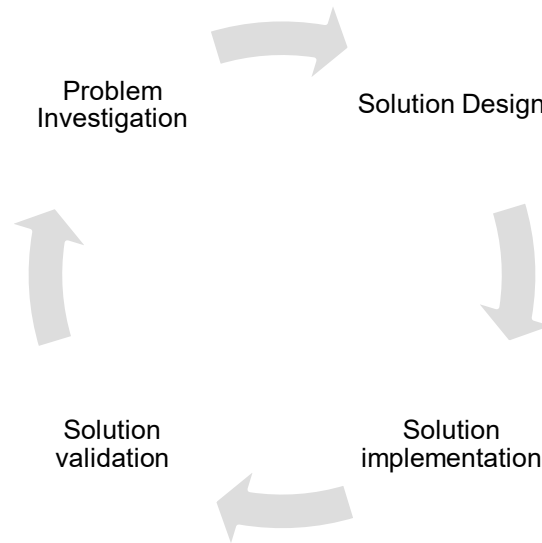 Problem
Investigation
Solution Design
Solution
validation
Solution
implementation